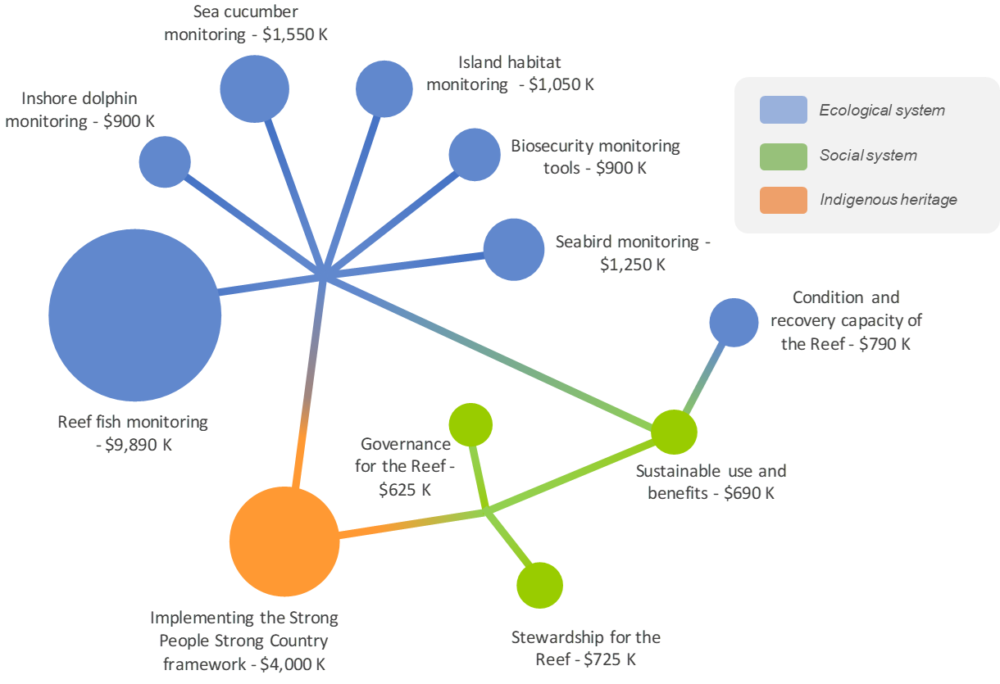 Sea cucumber
monitoring - $1,550 K
Island habitat
monitoring - $1,050 K
Inshore dolphin
monitoring - $900 K
Biosecurity monitoring
tools - $900 K
Seabird monitoring -
$1,250 K
Ecological system
Social system
Indigenous heritage
Condition and
recovery capacity of
the Reef - $790 K
Reef fish monitoring
- $9,890 K
Governance
for the Reef -
$625 K
Sustainable use and
benefits - $690 K
Implementing the Strong
People Strong Country
framework - $4,000 K
Stewardship for the
Reef - $725 K